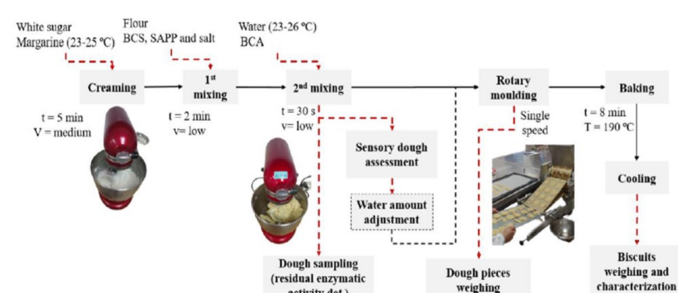 White sugar
Margarine (23-25 ºC)
Flour
BCS, SAPP and salt
Water (23-26 ºC)
BCA
Creaming
1st
mixing
2nd mixing
Rotary
moulding
Baking
t = 5 min
V = medium
t = 2 min
v= low
t = 30 s
v= low
Single
speed
t = 8 min
T = 190 ºC
Sensory dough
assessment
Water amount
adjustment
Cooling
Dough sampling
(residual enzymatic
activity det.)
Dough pieces
weighing
Biscuits
weighing and
characterization